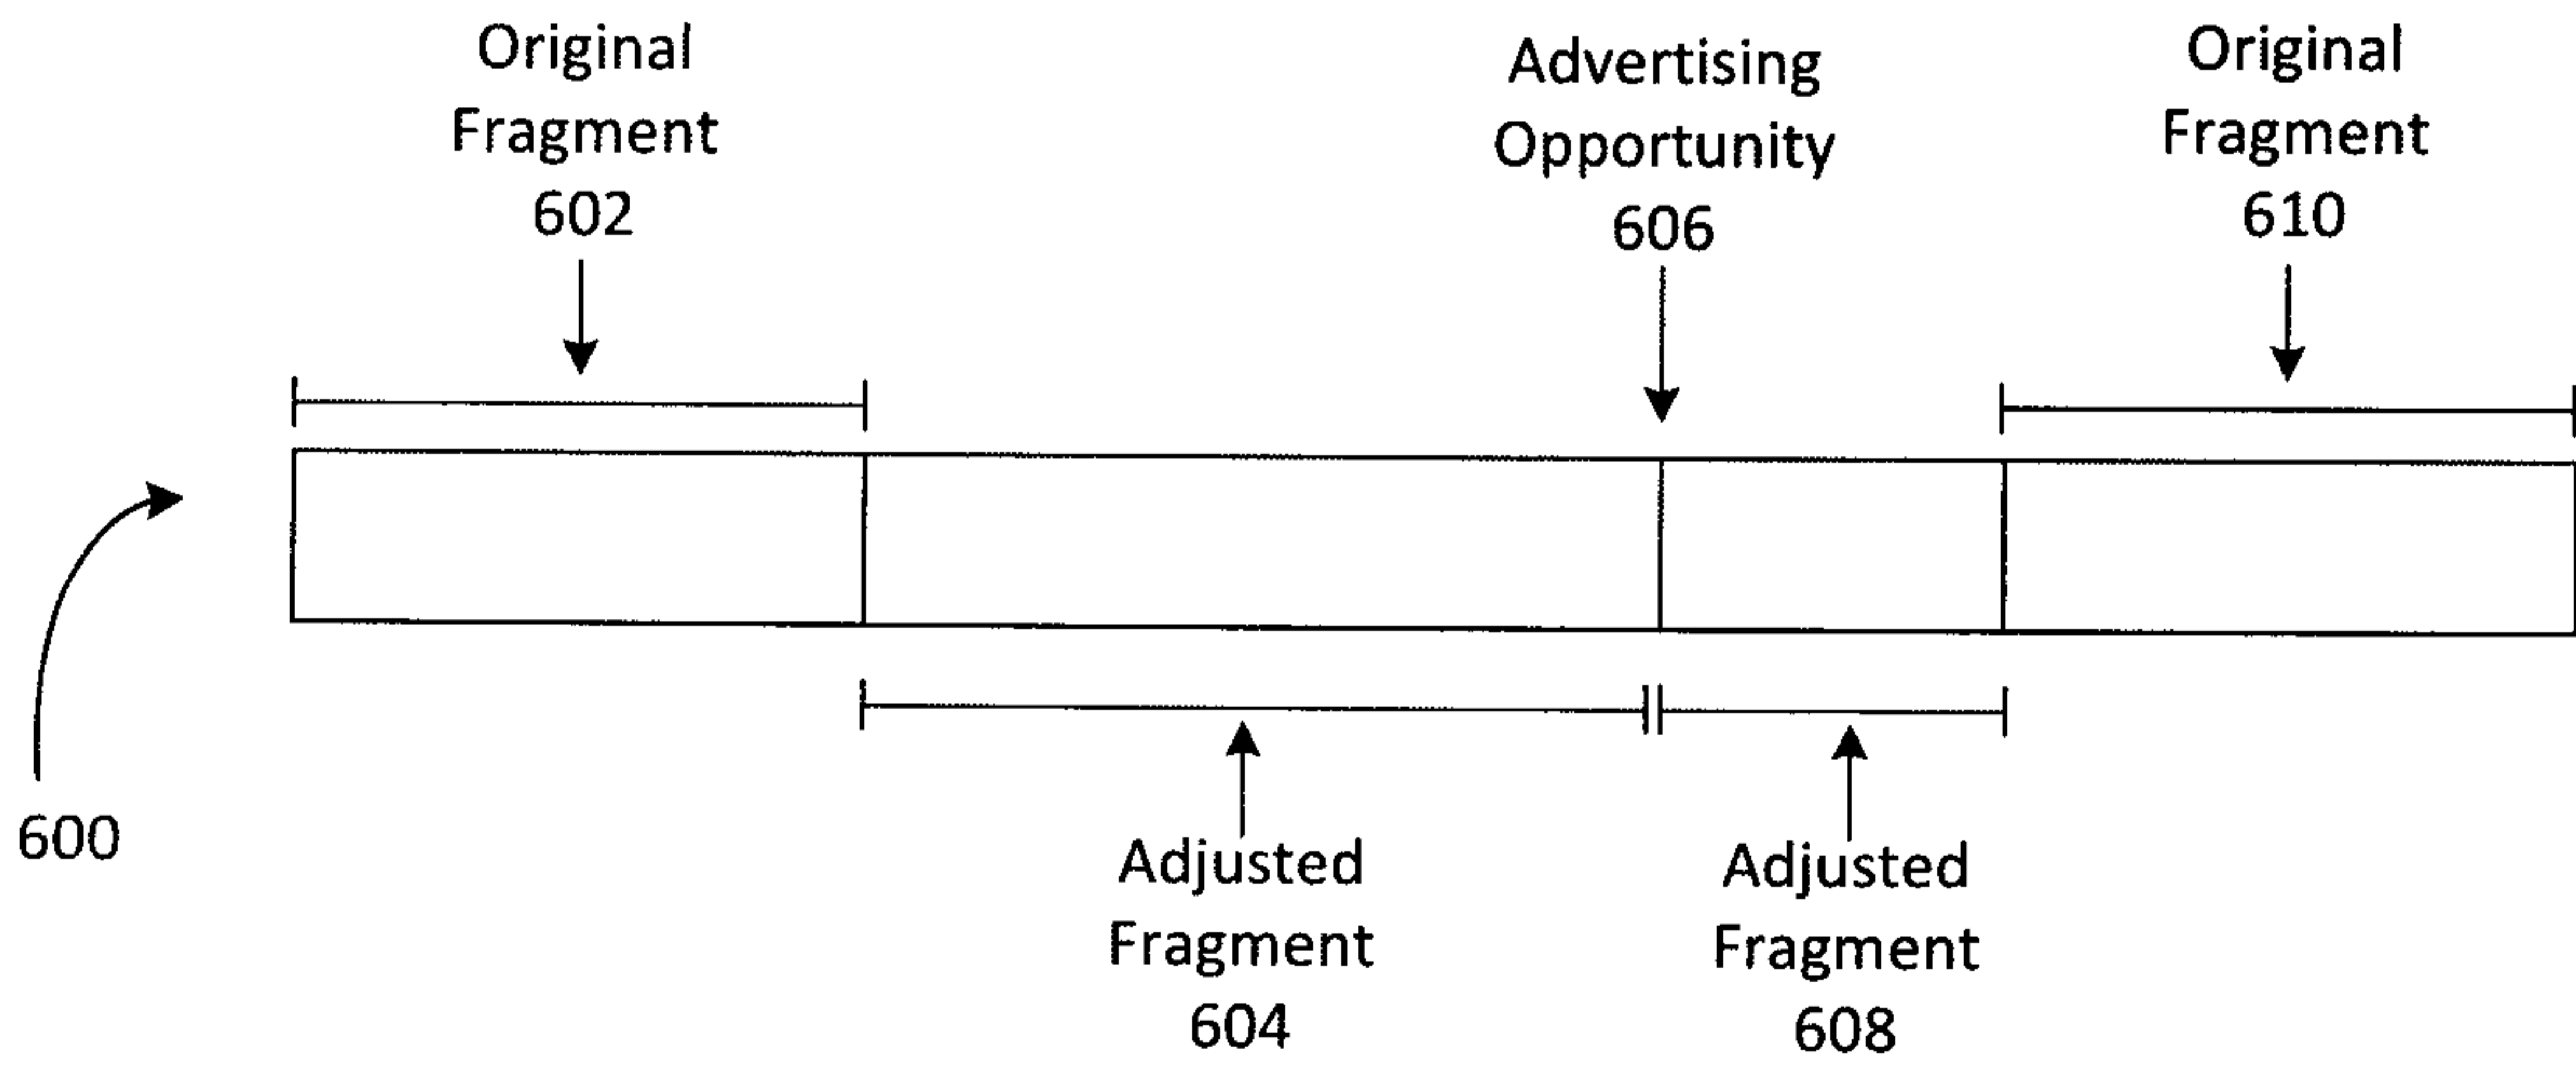 Original
Fragment
602
Advertising
Opportunity
606
Original
Fragment
610
600
Adjusted
Fragment
604
Adjusted
Fragment
608